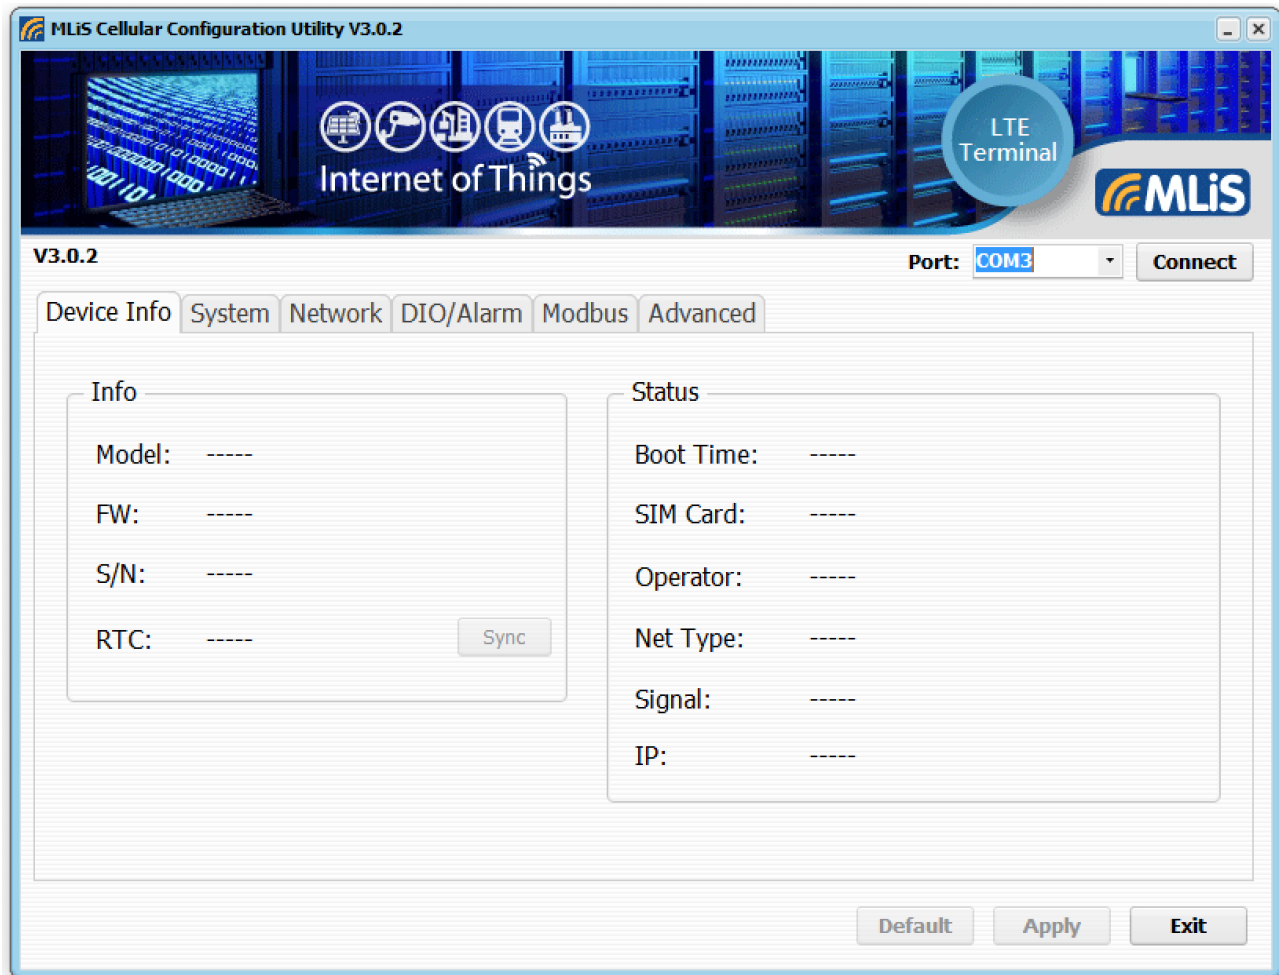 MLiS Cellular Configuration Utility V3.0.2
Internet of Things
LTE
Terminal
MLiS
V3.0.2
Port: COM3 Connect
Device Info System Network DIO/Alarm Modbus Advanced
Info
Model: -----
FW: -----
S/N: -----
RTC: ----- Sync
Status
Boot Time: -----
SIM Card: -----
Operator: -----
Net Type: -----
Signal: -----
IP: -----
Default Apply Exit